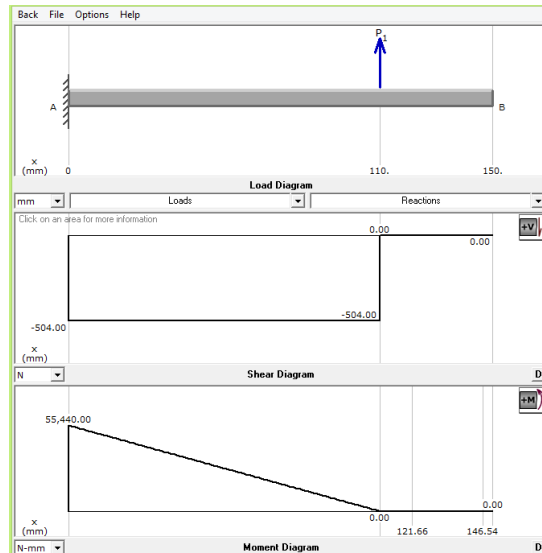 Back File Options Help
P1
A B
x
(mm) 0 110. 150.
Load Diagram
mm Loads Reactions
Click on an area for more information
+V
0.00
0.00
-504.00
-504.00
x
(mm)
N Shear Diagram D
+M
55,440.00
0.00
0.00
x
(mm) 121.66 146.54
N-mm Moment Diagram D